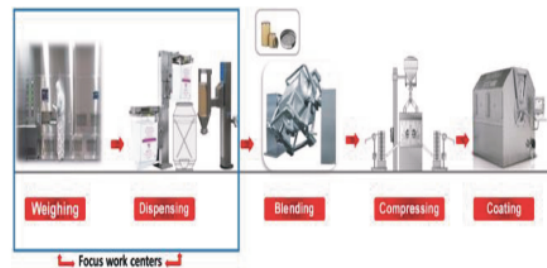 Weighing
Dispensing
Blending
Compressing
Coating
Focus work centers